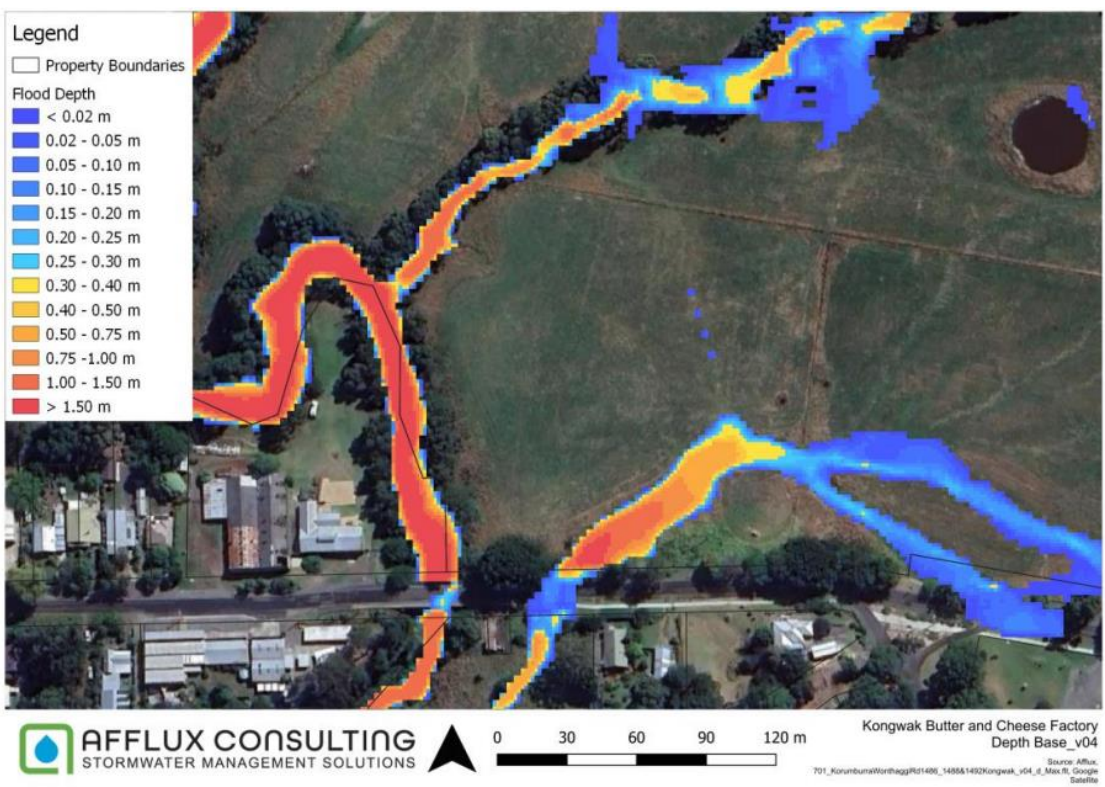 Legend
Property Boundaries
Flood Depth
< 0.02 m
0.02 - 0.05 m
0.05 - 0.10 m
0.10 - 0.15 m
0.15 - 0.20 m
0.20 - 0.25 m
0.25 - 0.30 m
0.30 - 0.40 m
0.40 - 0.50 m
0.50 - 0.75 m
0.75 -1.00 m
1.00 - 1.50 m
> 1.50 m
AFFLUX CONSULTING
STORMWATER MANAGEMENT SOLUTIONS
0 30 60 90 120 m
Kongwak Butter and Cheese Factory
Depth Base_v04
Source: Afflux,
701_KorumburraWonthaggiRd1486_1488&1492Kongwak_v04_d_Max.flt, Google
Satellite